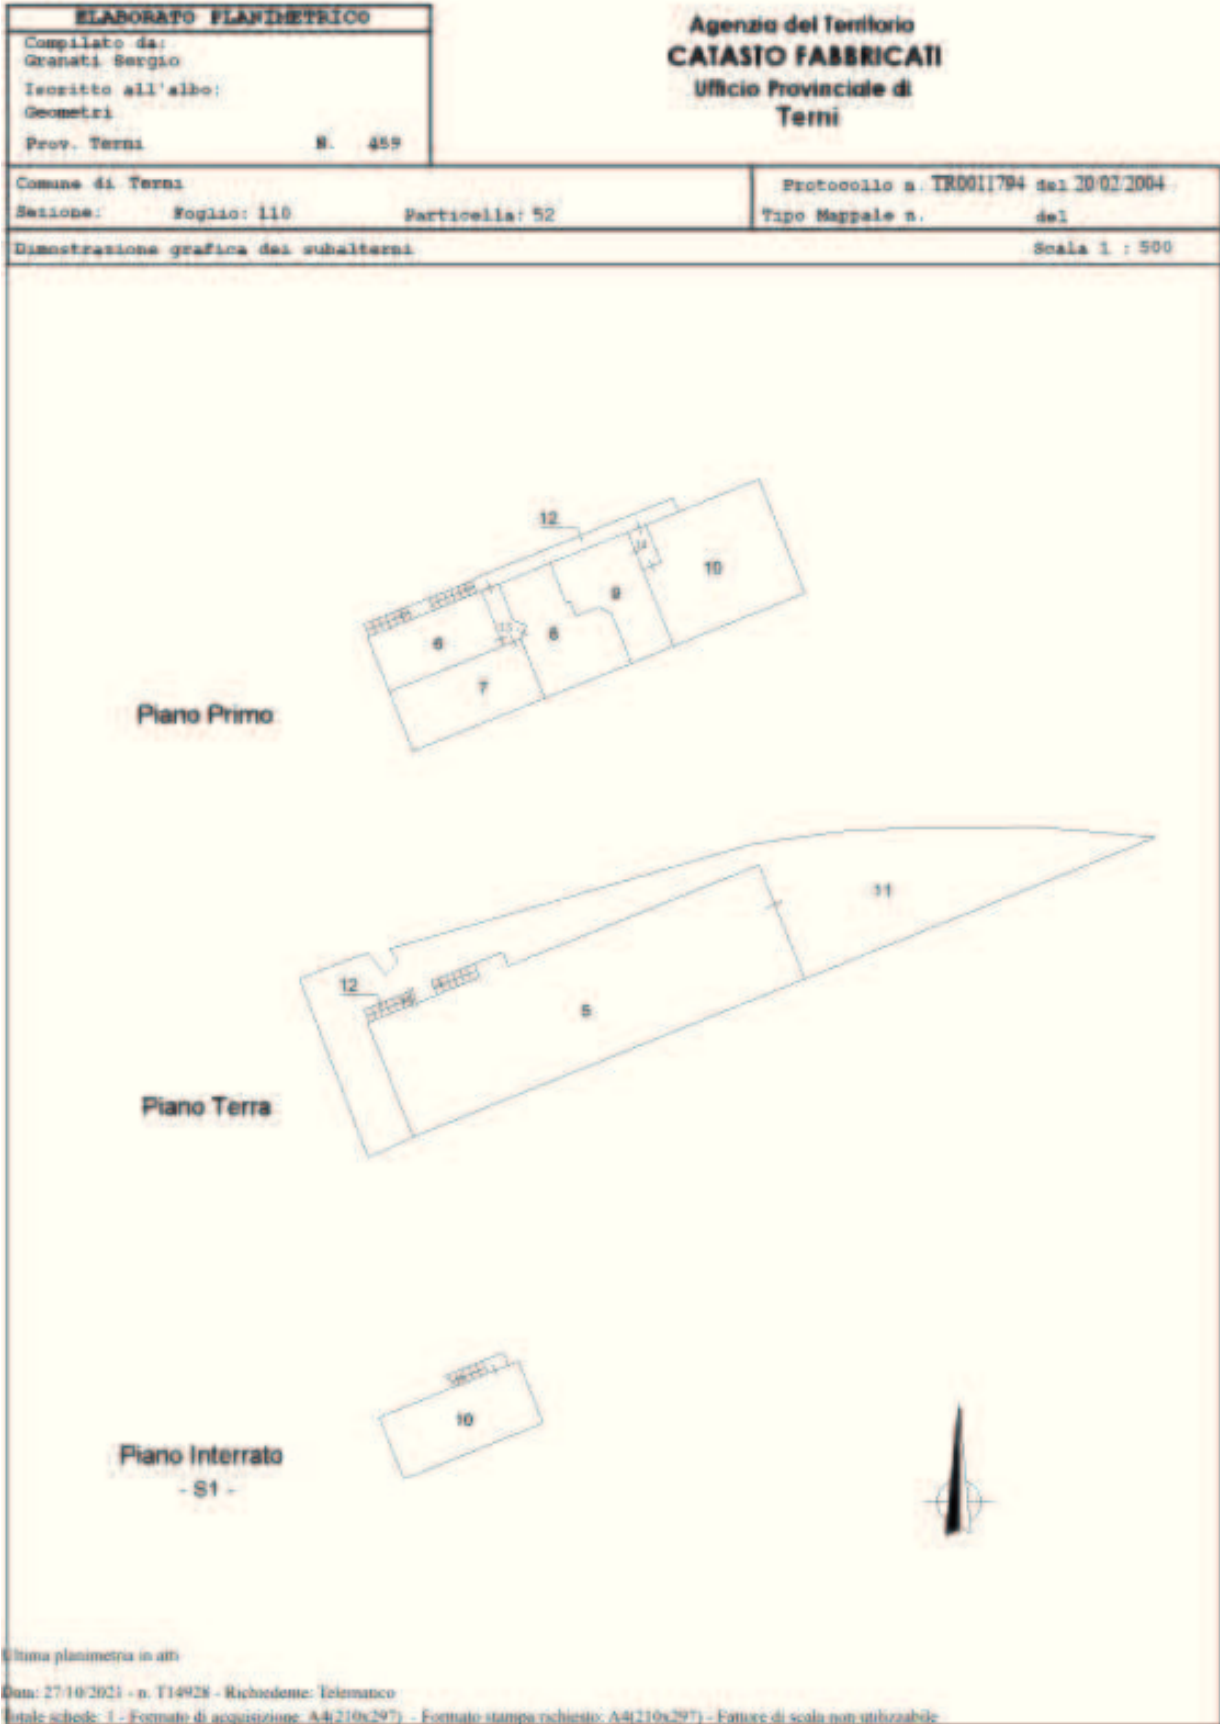 ELABORATO PLANIMETRICO
Compilato da:
Granati Sergio
Iscritto all'albo:
Geometri
Prov. Terni N. 459
Agenzia del Territorio
CATASTO FABBRICATI
Ufficio Provinciale di
Terni
Comune di Terni
Sezione: Foglio: 110 Particella: 52
Protocollo n. TR0011794 del 20/02/2004
Tipo Mappale n. del
Dimostrazione grafica dei subalterni Scala 1 : 500
12
10
9
8
6
7
Piano Primo
11
12
5
Piano Terra
10
Piano Interrato
- S1 -
Ultima planimetria in atti
Data: 27/10/2021 - n. T14928 - Richiedente: Telematico
Totale schede: 1 - Formato di acquisizione: A4(210x297) - Formato stampa richiesto: A4(210x297) - Fattore di scala non utilizzabile